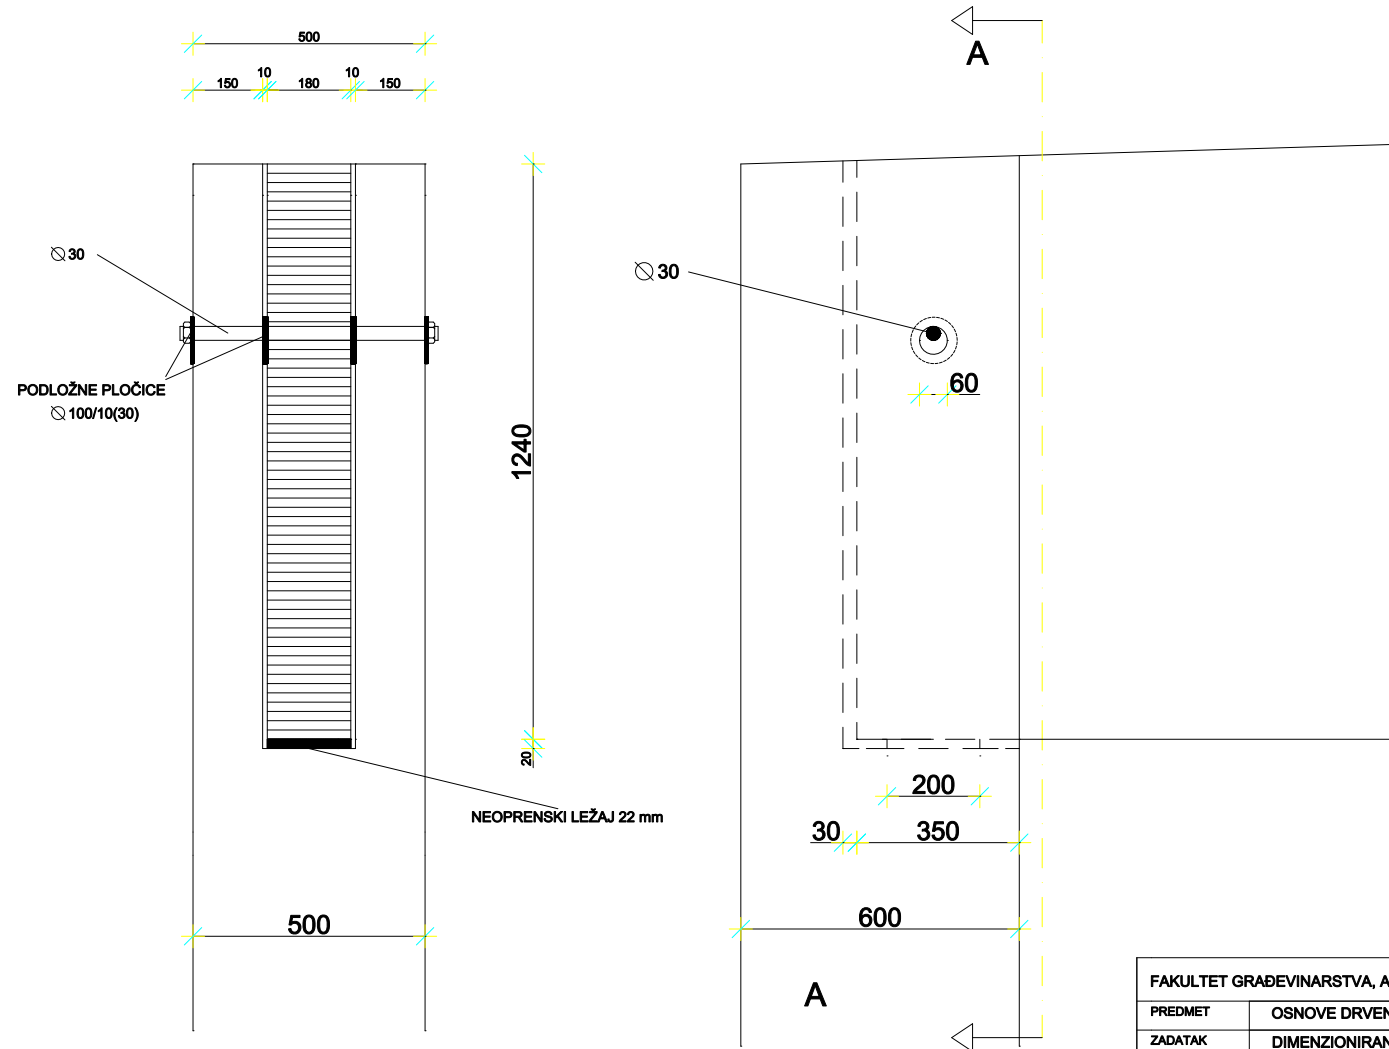 500
150
10
180
10
150
∅ 30
PODLOŽNE PLOČICE
∅ 100/10(30)
1240
20
NEOPRENSKI LEŽAJ 22 mm
500
A
∅ 30
60
200
30
350
600
A
FAKULTET GRAĐEVINARSTVA, A
PREDMET
OSNOVE DRVEN
ZADATAK
DIMENZIONIRAN